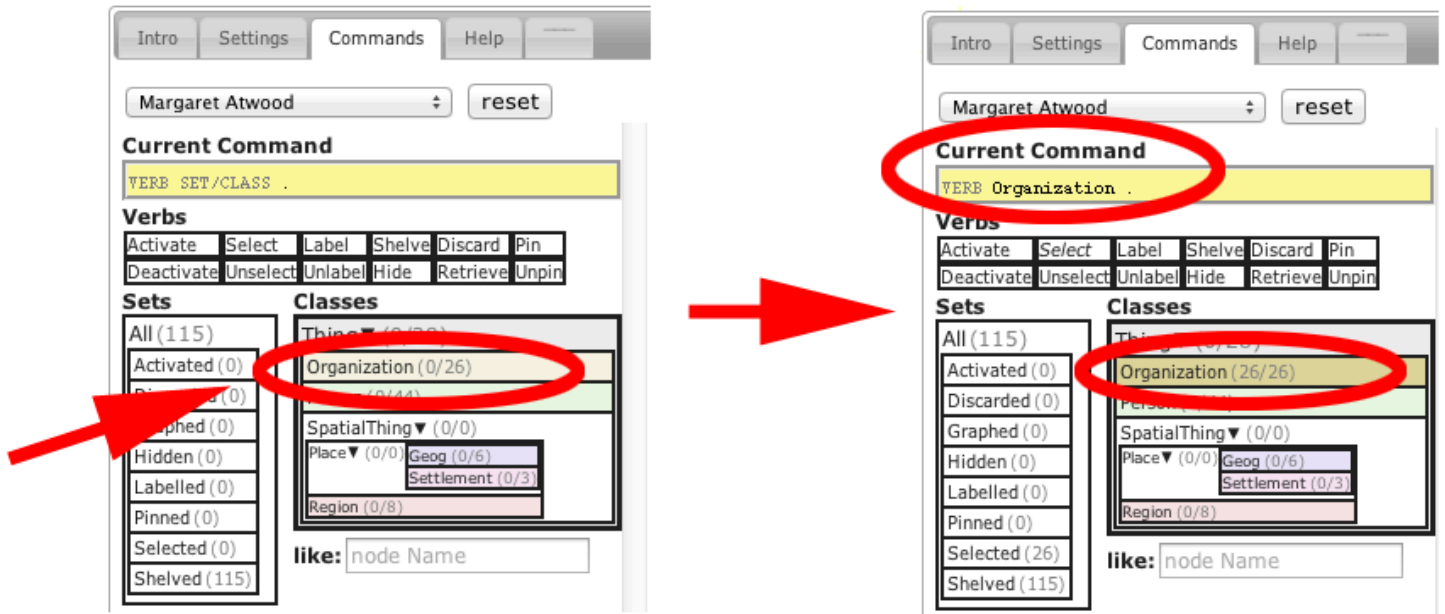 Intro Settings Commands Help
Margaret Atwood reset
Current Command
VERB SET/CLASS .
Verbs
Activate Select Label Shelve Discard Pin
Deactivate Unselect Unlabel Hide Retrieve Unpin
Sets Classes
All (115)
Activated (0)
(0)
(0)
Hidden (0)
Labelled (0)
Pinned (0)
Selected (0)
Shelved (115)
Thing▼
Organization (0/26)
(0/44)
SpatialThing▼ (0/0)
Place▼ (0/0) Geog (0/6)
Settlement (0/3)
Region (0/8)
like: node Name
Intro Settings Commands Help
Margaret Atwood reset
Current Command
VERB Organization .
Verbs
Activate Select Label Shelve Discard Pin
Deactivate Unselect Unlabel Hide Retrieve Unpin
Sets Classes
All (115)
Activated (0)
Discarded (0)
Graphed (0)
Hidden (0)
Labelled (0)
Pinned (0)
Selected (26)
Shelved (115)
Thing▼
Organization (26/26)
Person
SpatialThing▼ (0/0)
Place▼ (0/0) Geog (0/6)
Settlement (0/3)
Region (0/8)
like: node Name